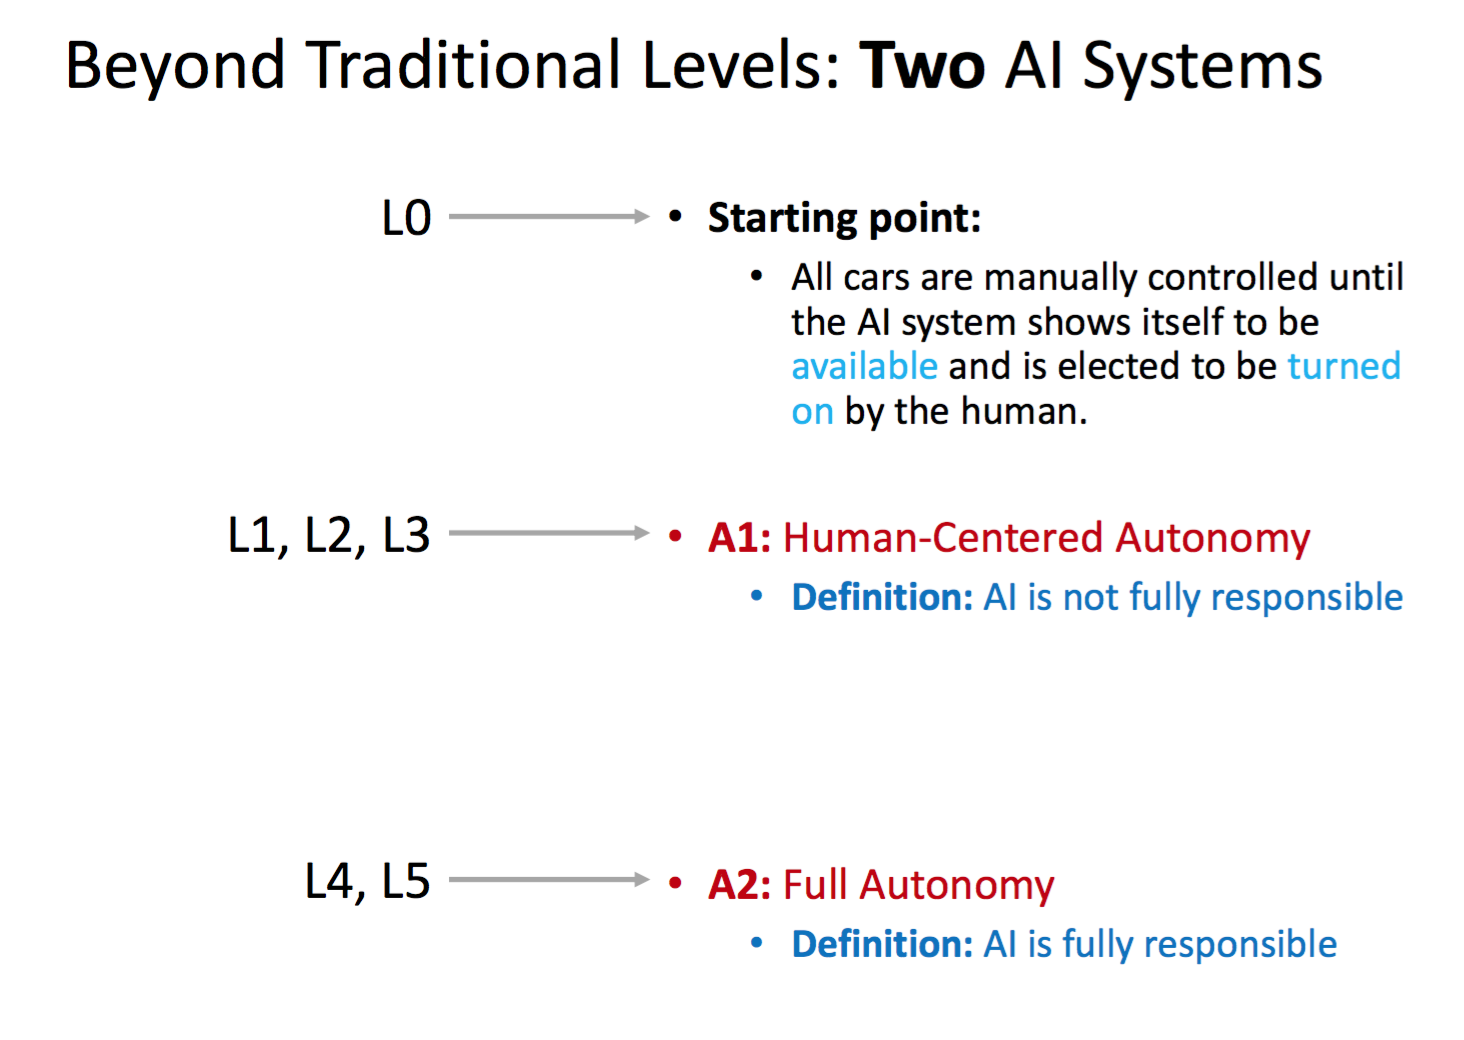 Beyond Traditional Levels: Two AI Systems
L0
• Starting point:
• All cars are manually controlled until
the AI system shows itself to be
available and is elected to be turned
on by the human.
L1, L2, L3
• A1: Human-Centered Autonomy
• Definition: AI is not fully responsible
L4, L5
• A2: Full Autonomy
• Definition: AI is fully responsible